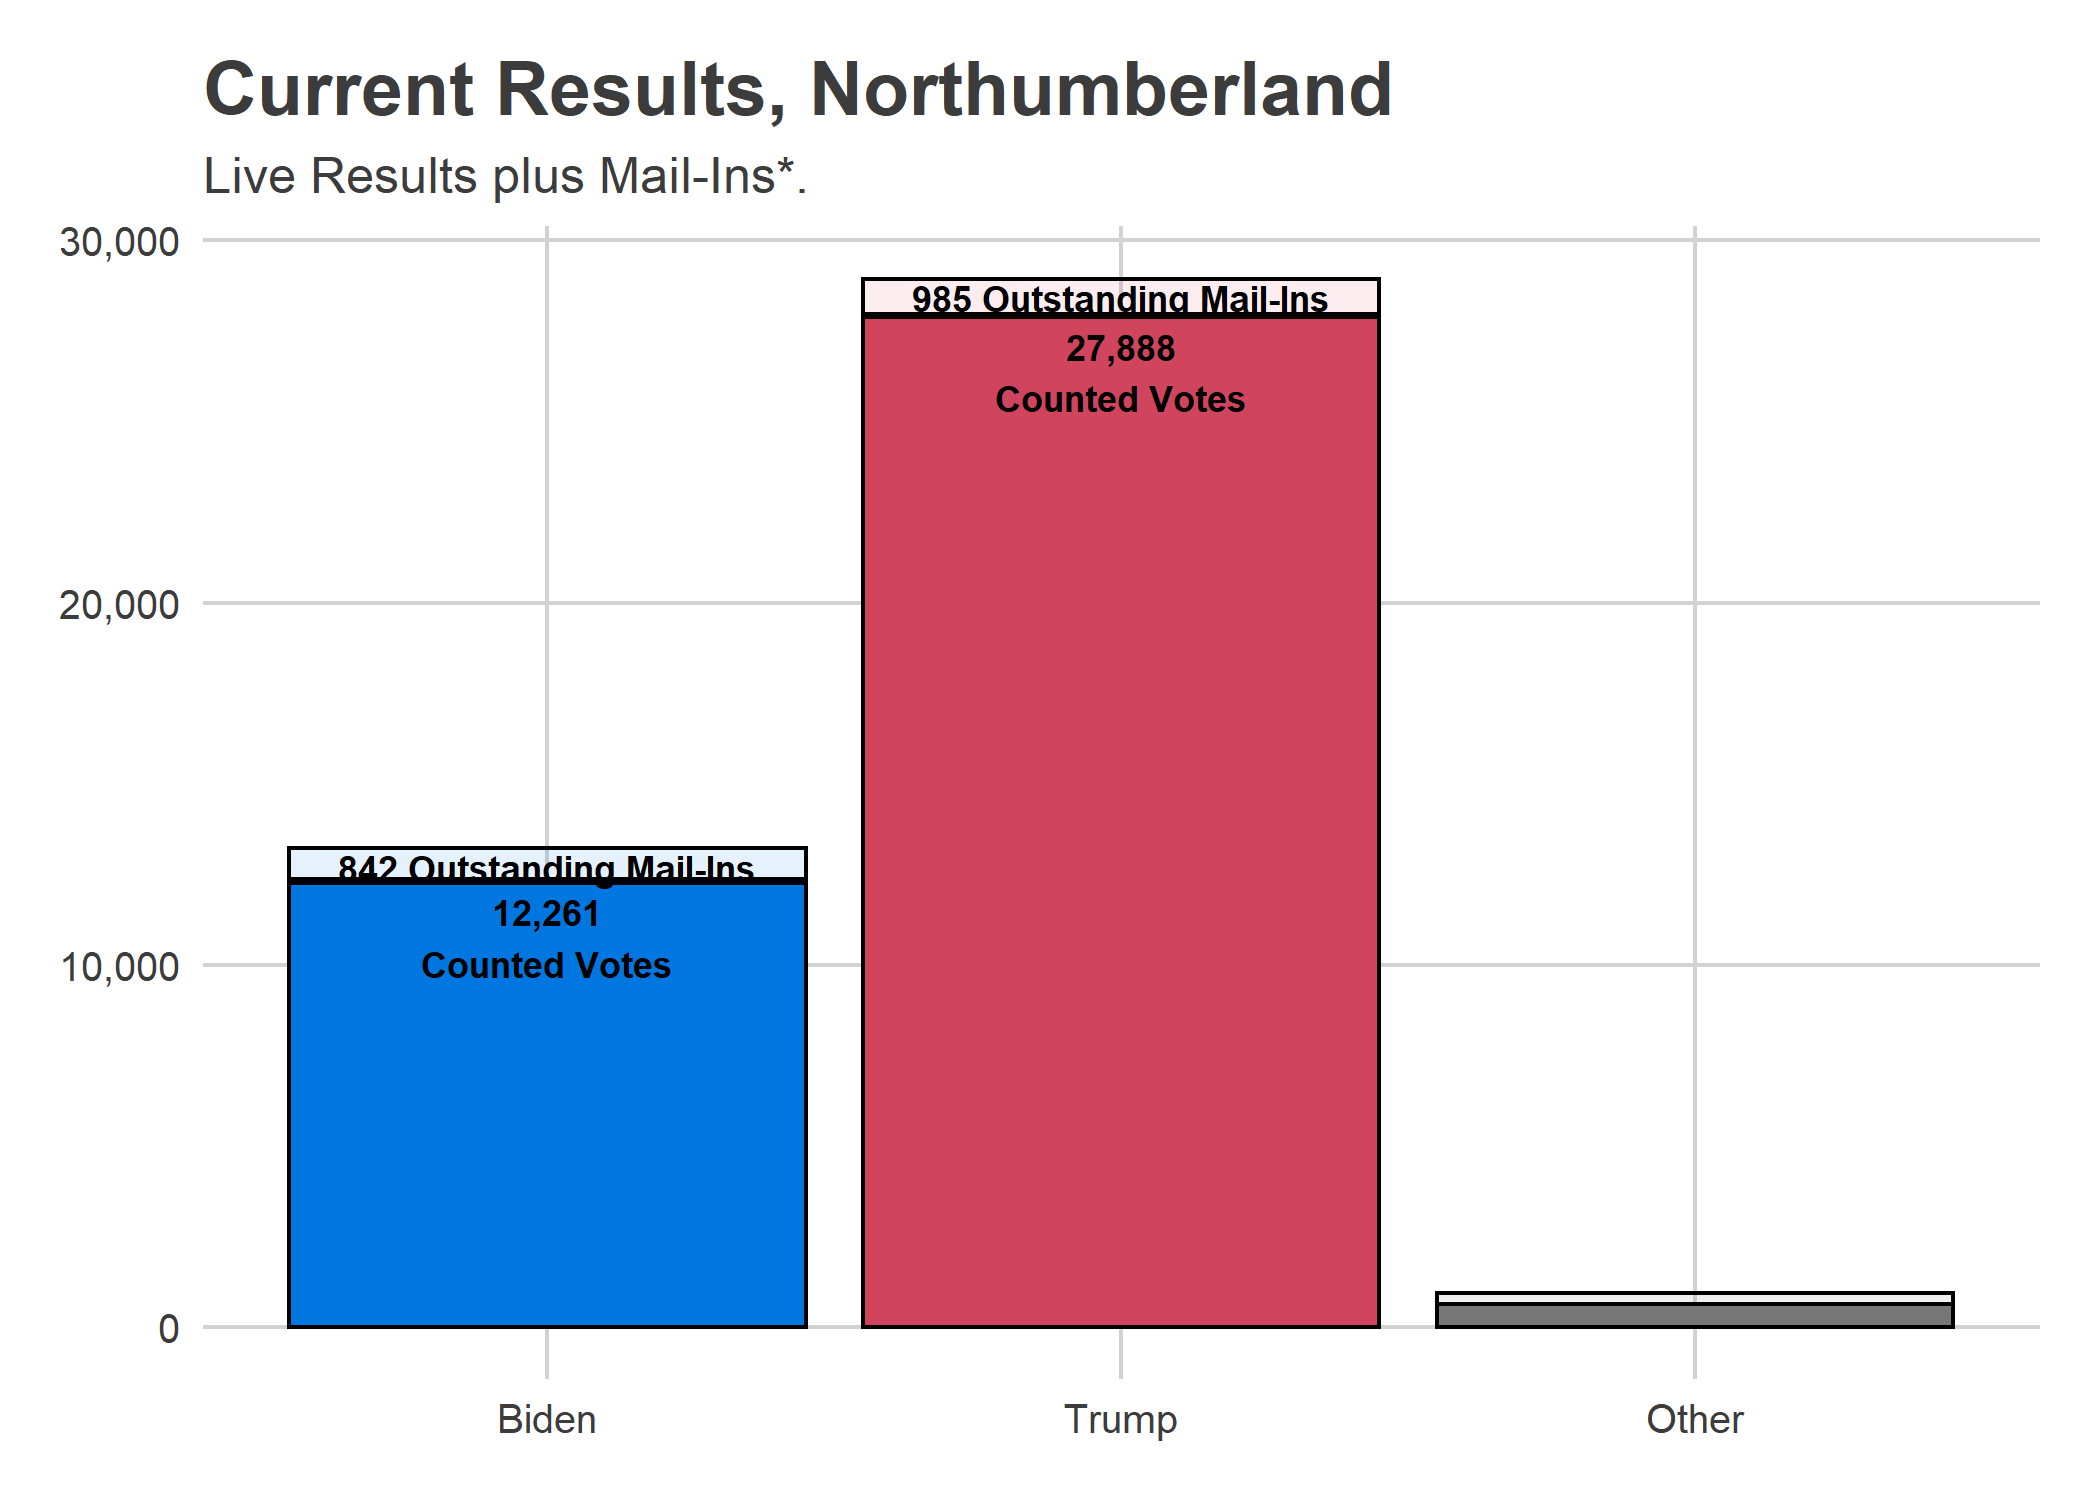 Current Results, Northumberland
Live Results plus Mail-Ins*.
30,000
20,000
10,000
0
985 Outstanding Mail-Ins
27,888
Counted Votes
842 Outstanding Mail-Ins
12,261
Counted Votes
Biden
Trump
Other